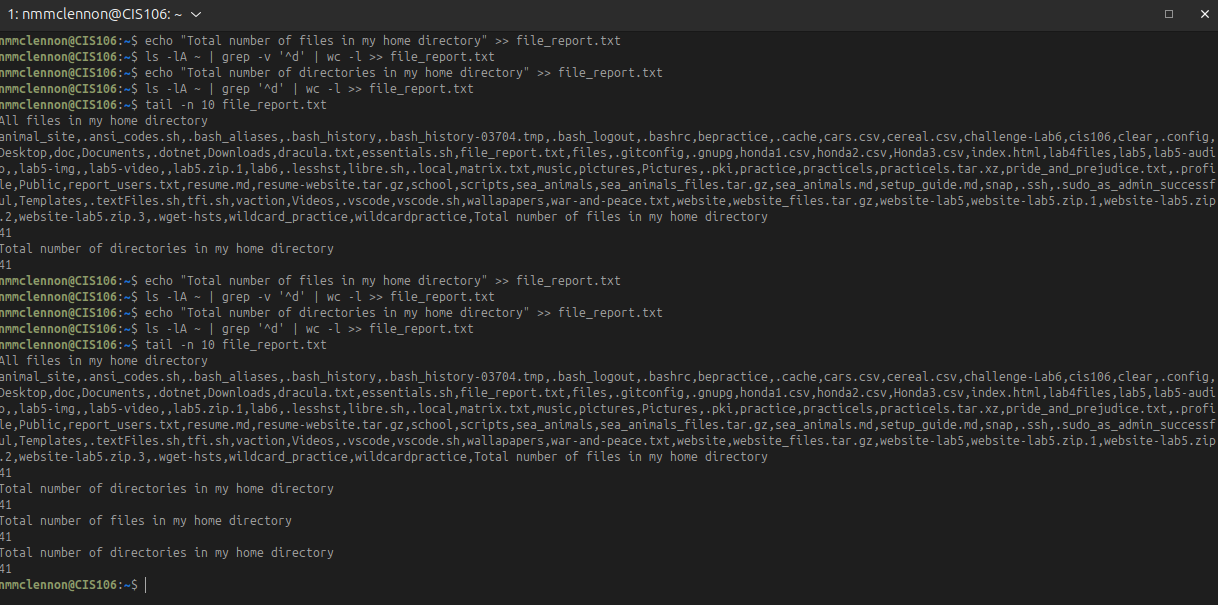 1: nmmclennon@CIS106: ~
nmmclennon@CIS106:~$ echo "Total number of files in my home directory" >> file_report.txt
nmmclennon@CIS106:~$ ls -lA ~ | grep -v '^d' | wc -l >> file_report.txt
nmmclennon@CIS106:~$ echo "Total number of directories in my home directory" >> file_report.txt
nmmclennon@CIS106:~$ ls -lA ~ | grep '^d' | wc -l >> file_report.txt
nmmclennon@CIS106:~$ tail -n 10 file_report.txt
All files in my home directory
animal_site,.ansi_codes.sh,.bash_aliases,.bash_history,.bash_history-03704.tmp,.bash_logout,.bashrc,bepractice,.cache,cars.csv,cereal.csv,challenge-Lab6,cis106,clear,.config,
Desktop,doc,Documents,.dotnet,Downloads,dracula.txt,essentials.sh,file_report.txt,files,.gitconfig,.gnupg,honda1.csv,honda2.csv,Honda3.csv,index.html,lab4files,lab5,lab5-audi
o,,lab5-img,,lab5-video,,lab5.zip.1,lab6,.lesshst,libre.sh,.local,matrix.txt,music,pictures,Pictures,.pki,practice,practicels,practicels.tar.xz,pride_and_prejudice.txt,.profi
le,Public,report_users.txt,resume.md,resume-website.tar.gz,school,scripts,sea_animals,sea_animals_files.tar.gz,sea_animals.md,setup_guide.md,snap,.ssh,.sudo_as_admin_successf
ul,Templates,.textFiles.sh,tfi.sh,vaction,Videos,.vscode,vscode.sh,wallapapers,war-and-peace.txt,website,website_files.tar.gz,website-lab5,website-lab5.zip.1,website-lab5.zip
.2,website-lab5.zip.3,.wget-hsts,wildcard_practice,wildcardpractice,Total number of files in my home directory
41
Total number of directories in my home directory
41
nmmclennon@CIS106:~$ echo "Total number of files in my home directory" >> file_report.txt
nmmclennon@CIS106:~$ ls -lA ~ | grep -v '^d' | wc -l >> file_report.txt
nmmclennon@CIS106:~$ echo "Total number of directories in my home directory" >> file_report.txt
nmmclennon@CIS106:~$ ls -lA ~ | grep '^d' | wc -l >> file_report.txt
nmmclennon@CIS106:~$ tail -n 10 file_report.txt
All files in my home directory
animal_site,.ansi_codes.sh,.bash_aliases,.bash_history,.bash_history-03704.tmp,.bash_logout,.bashrc,bepractice,.cache,cars.csv,cereal.csv,challenge-Lab6,cis106,clear,.config,
Desktop,doc,Documents,.dotnet,Downloads,dracula.txt,essentials.sh,file_report.txt,files,.gitconfig,.gnupg,honda1.csv,honda2.csv,Honda3.csv,index.html,lab4files,lab5,lab5-audi
o,,lab5-img,,lab5-video,,lab5.zip.1,lab6,.lesshst,libre.sh,.local,matrix.txt,music,pictures,Pictures,.pki,practice,practicels,practicels.tar.xz,pride_and_prejudice.txt,.profi
le,Public,report_users.txt,resume.md,resume-website.tar.gz,school,scripts,sea_animals,sea_animals_files.tar.gz,sea_animals.md,setup_guide.md,snap,.ssh,.sudo_as_admin_successf
ul,Templates,.textFiles.sh,tfi.sh,vaction,Videos,.vscode,vscode.sh,wallapapers,war-and-peace.txt,website,website_files.tar.gz,website-lab5,website-lab5.zip.1,website-lab5.zip
.2,website-lab5.zip.3,.wget-hsts,wildcard_practice,wildcardpractice,Total number of files in my home directory
41
Total number of directories in my home directory
41
Total number of files in my home directory
41
Total number of directories in my home directory
41
nmmclennon@CIS106:~$